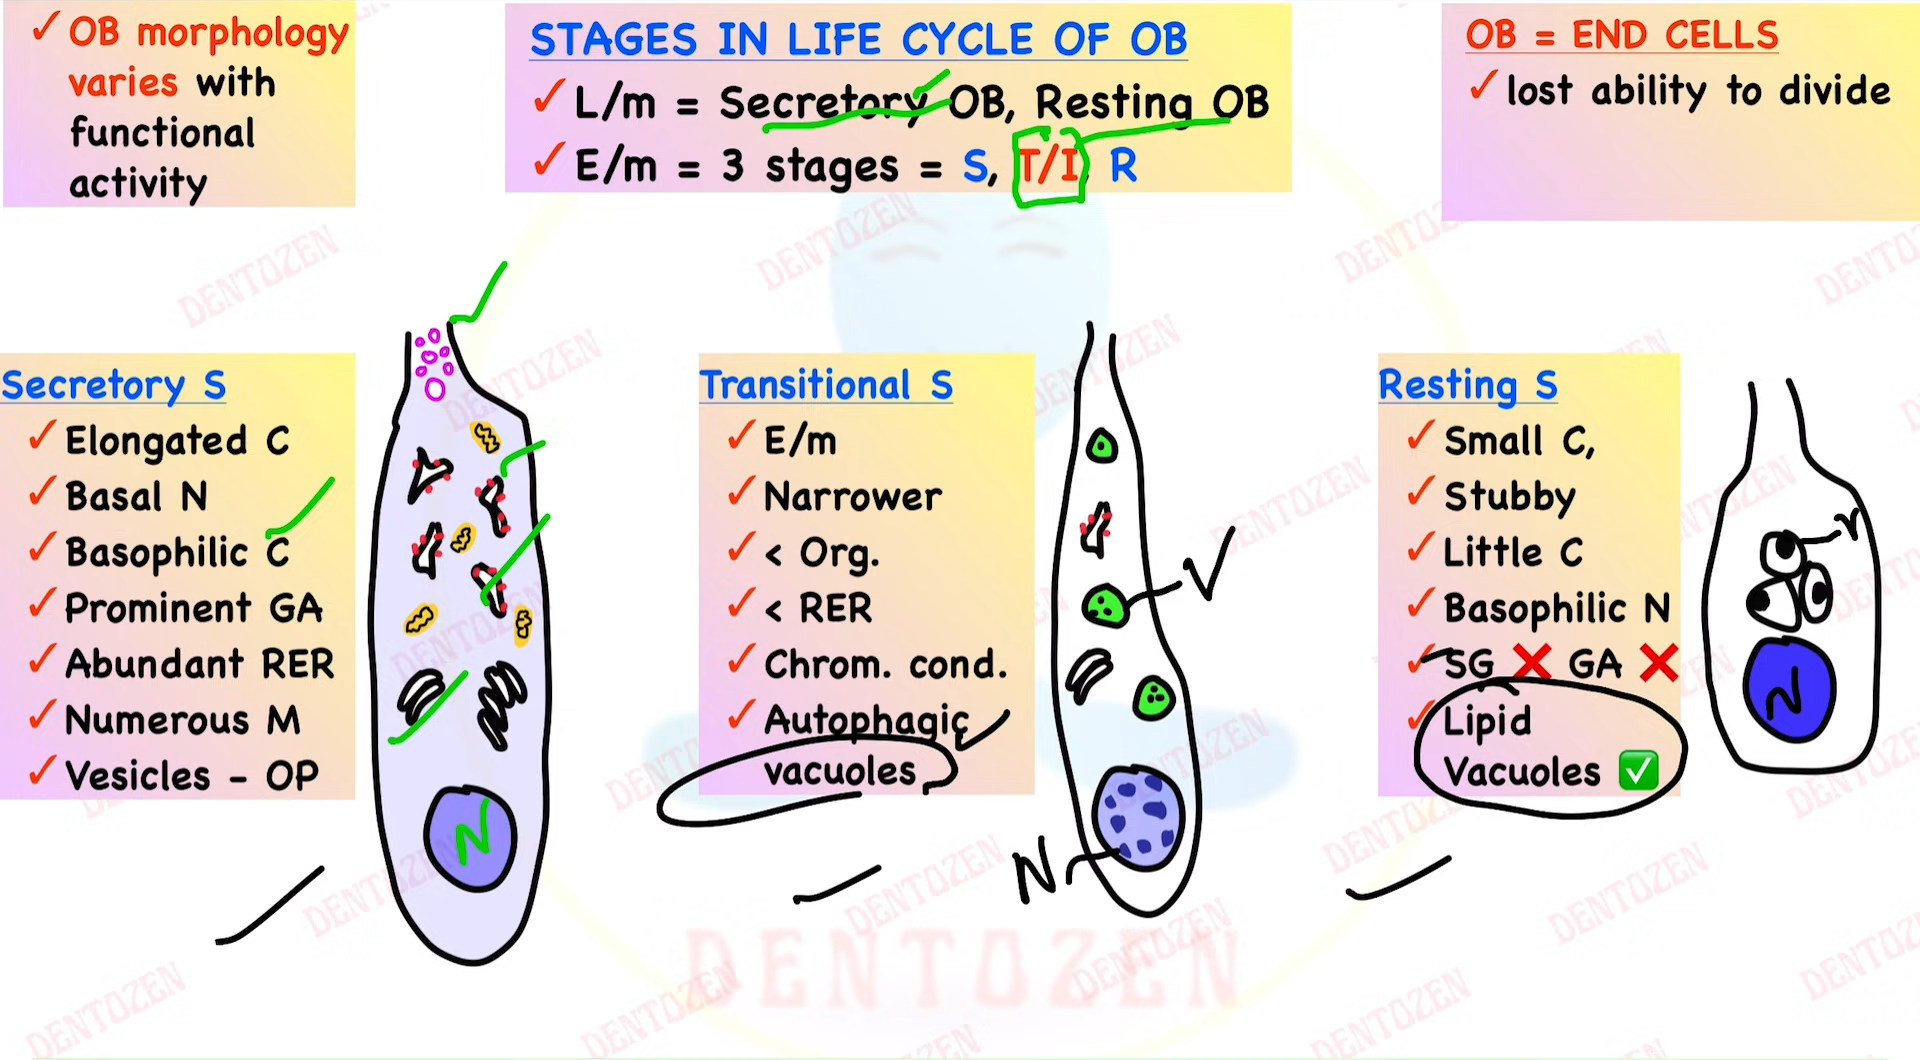 ✓ OB morphology
varies with
functional
activity
STAGES IN LIFE CYCLE OF OB
✓ L/m = Secretory OB, Resting OB
✓ E/m = 3 stages = S, T/I, R
OB = END CELLS
✓ lost ability to divide
Secretory S
✓ Elongated C
✓ Basal N
✓ Basophilic C
✓ Prominent GA
✓ Abundant RER
✓ Numerous M
✓ Vesicles - OP
N
Transitional S
✓ E/m
✓ Narrower
✓ < Org.
✓ < RER
✓ Chrom. cond.
✓ Autophagic
vacuoles
V
N
Resting S
✓ Small C,
✓ Stubby
✓ Little C
✓ Basophilic N
✓ SG ❌ GA ❌
✓ Lipid
Vacuoles ✅
N
DENTOZEN